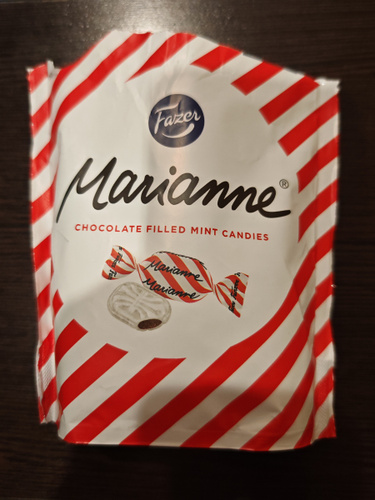 Fazer
Marianne®
CHOCOLATE FILLED MINT CANDIES
Marianne
Marianne